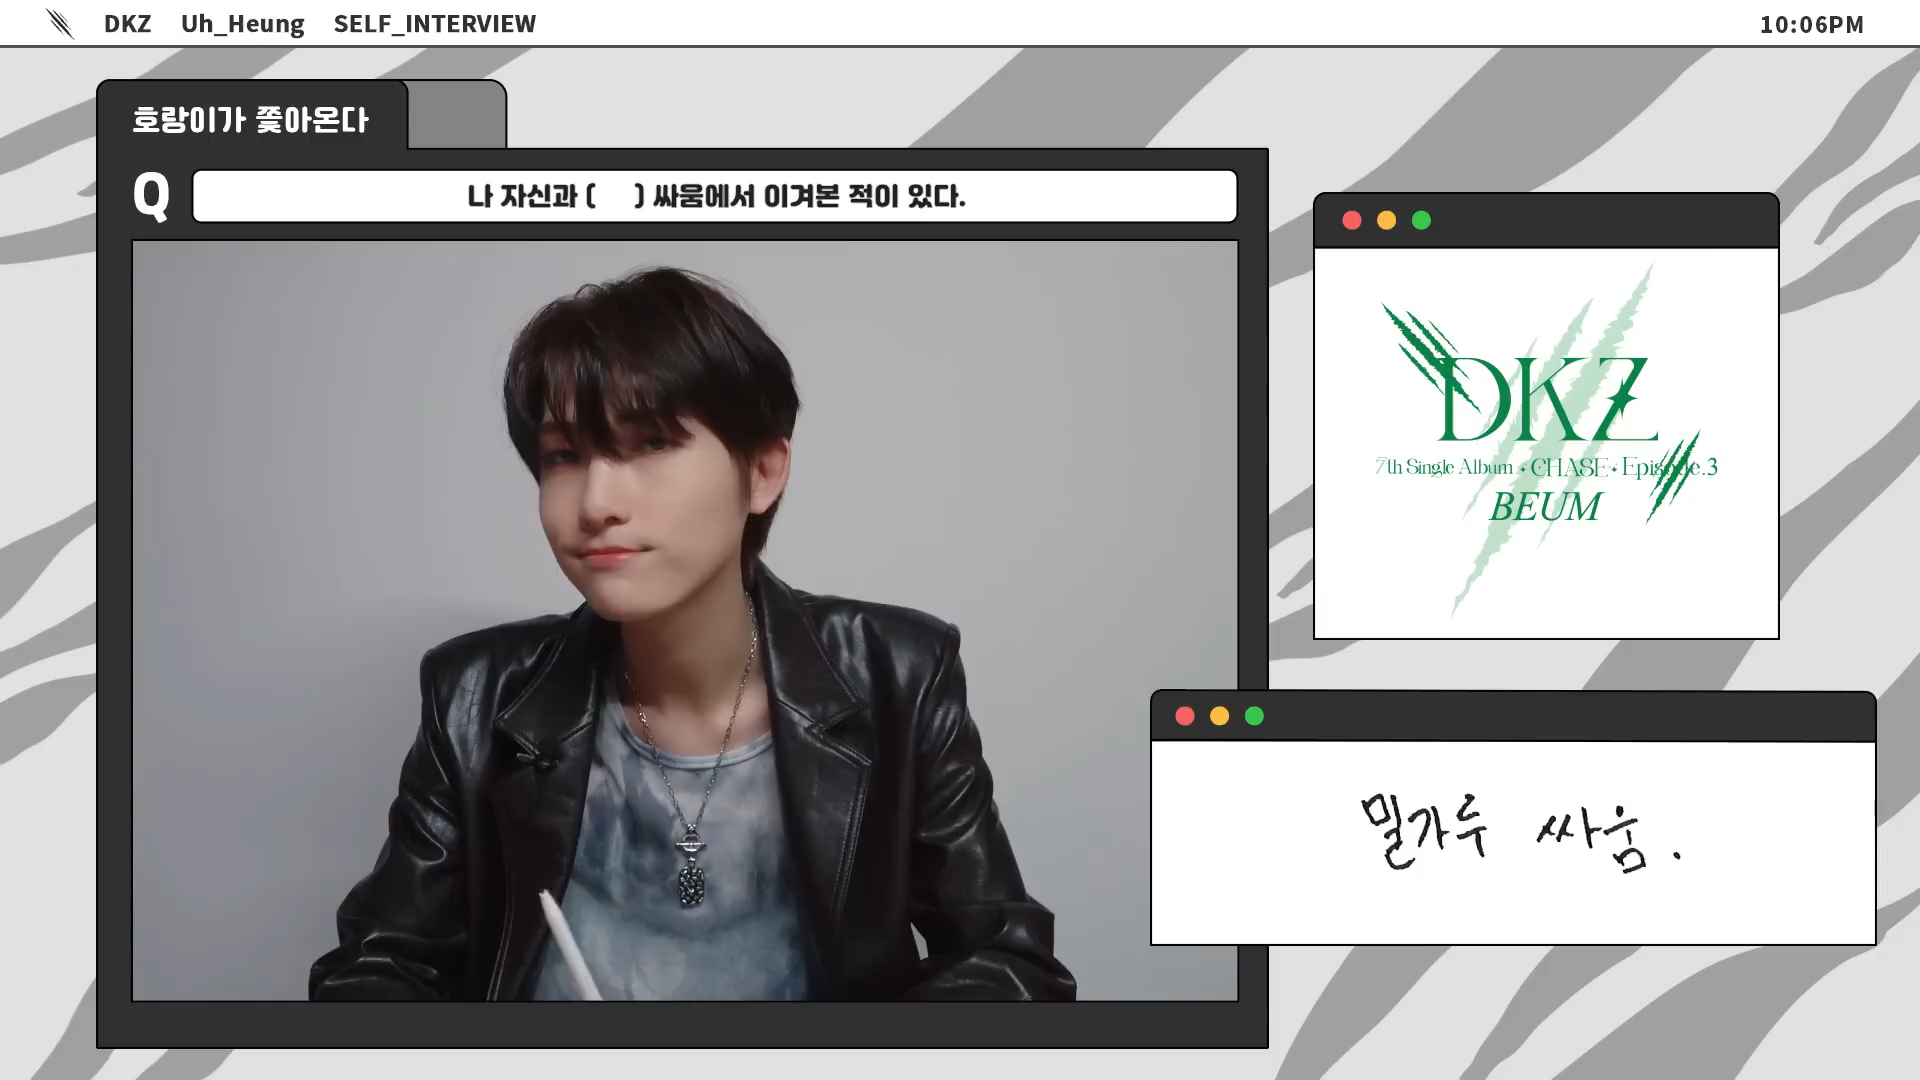 DKZ Uh_Heung SELF_INTERVIEW
10:06PM
호랑이가 쫓아온다
Q
나 자신과 ( ) 싸움에서 이겨본 적이 있다.
DKZ
7th Single Album CHASE Episode.3
BEUM
밀가루 싸움.